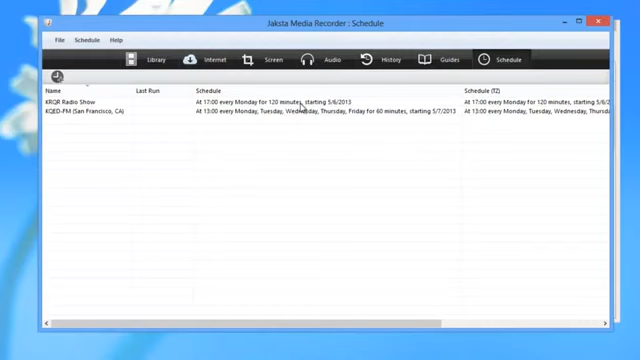 Jaksta Media Recorder : Schedule
File Schedule Help
Library Internet Screen Audio History Guides Schedule
Name Last Run Schedule Schedule (TZ)
KRQR Radio Show At 17:00 every Monday for 120 minutes, starting 5/6/2013 At 17:00 every Monday for 120 minutes, starting 5/6/2
KQED-FM (San Francisco, CA) At 13:00 every Monday, Tuesday, Wednesday, Thursday, Friday for 60 minutes, starting 5/7/2013 At 13:00 every Monday, Tuesday, Wednesday, Thursd